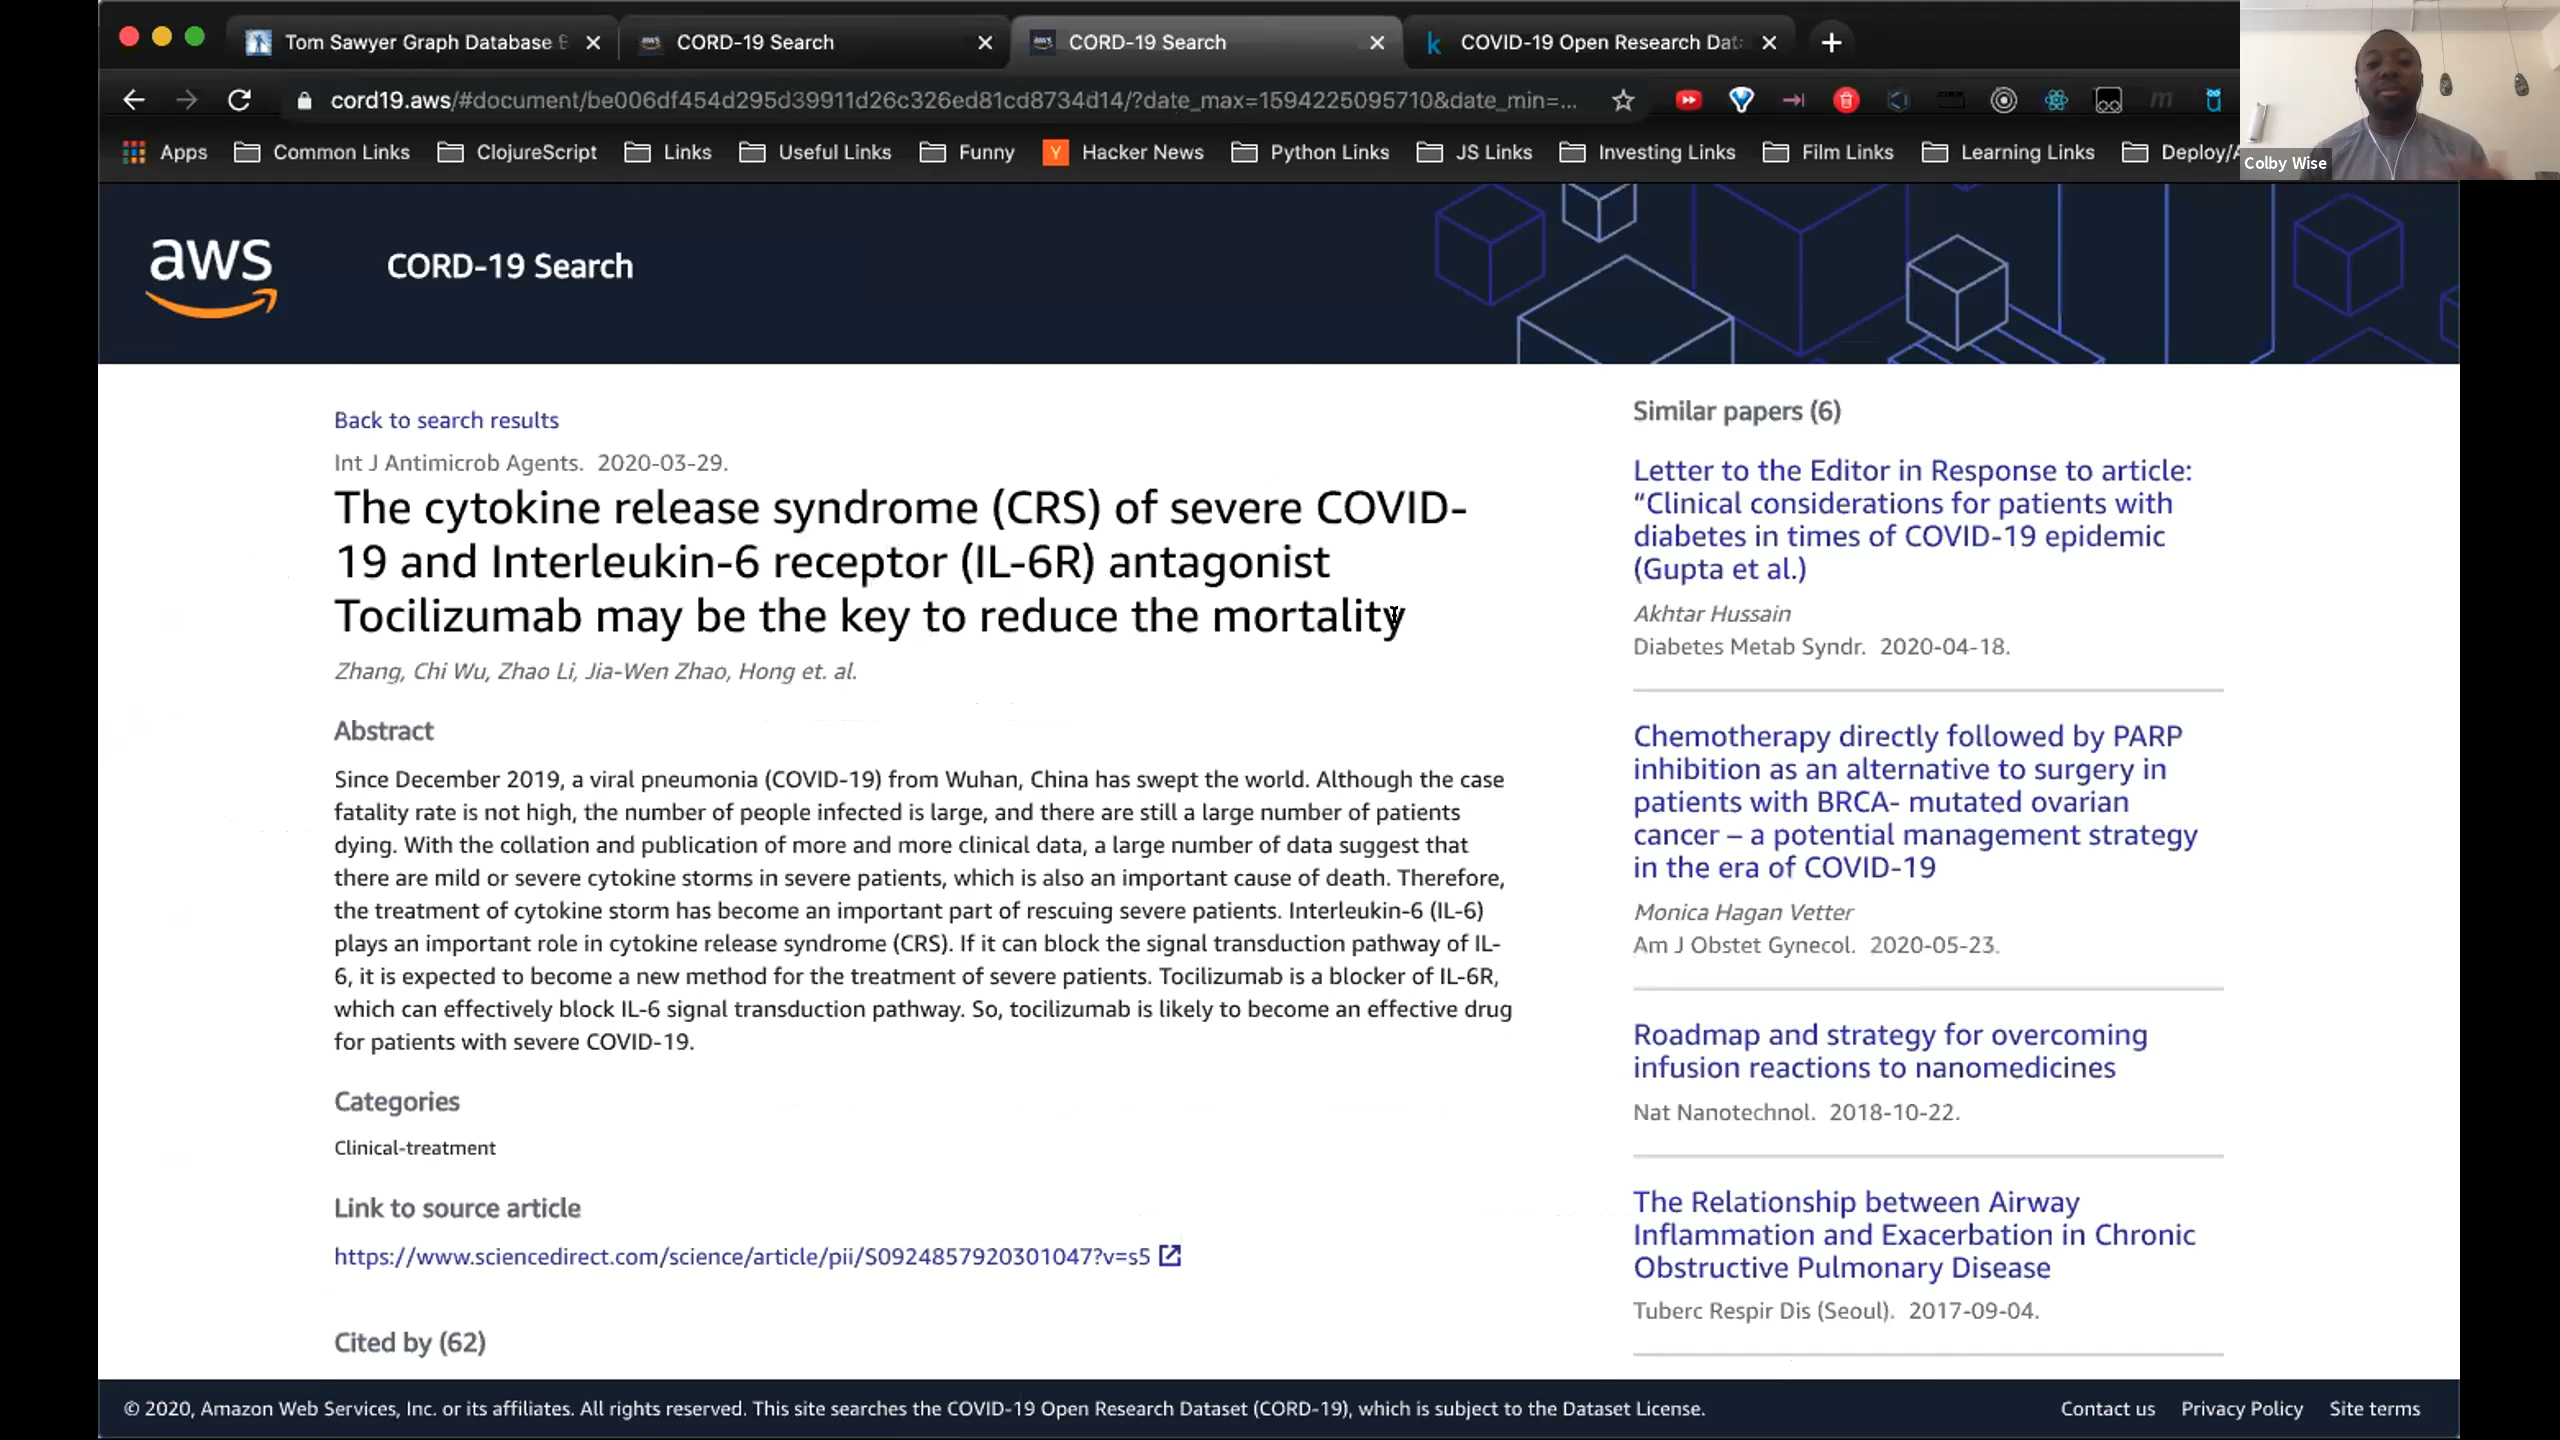 Tom Sawyer Graph Database
CORD-19 Search
CORD-19 Search
COVID-19 Open Research Dat
cord19.aws/#document/be006df454d295d39911d26c326ed81cd8734d14/?date_max=1594225095710&date_min=...
Apps Common Links ClojureScript Links Useful Links Funny Hacker News Python Links JS Links Investing Links Film Links Learning Links Deploy/
Colby Wise
aws
CORD-19 Search
Back to search results
Int J Antimicrob Agents. 2020-03-29.
The cytokine release syndrome (CRS) of severe COVID-
19 and Interleukin-6 receptor (IL-6R) antagonist
Tocilizumab may be the key to reduce the mortality
Zhang, Chi Wu, Zhao Li, Jia-Wen Zhao, Hong et. al.
Abstract
Since December 2019, a viral pneumonia (COVID-19) from Wuhan, China has swept the world. Although the case
fatality rate is not high, the number of people infected is large, and there are still a large number of patients
dying. With the collation and publication of more and more clinical data, a large number of data suggest that
there are mild or severe cytokine storms in severe patients, which is also an important cause of death. Therefore,
the treatment of cytokine storm has become an important part of rescuing severe patients. Interleukin-6 (IL-6)
plays an important role in cytokine release syndrome (CRS). If it can block the signal transduction pathway of IL-
6, it is expected to become a new method for the treatment of severe patients. Tocilizumab is a blocker of IL-6R,
which can effectively block IL-6 signal transduction pathway. So, tocilizumab is likely to become an effective drug
for patients with severe COVID-19.
Categories
Clinical-treatment
Link to source article
https://www.sciencedirect.com/science/article/pii/S0924857920301047?v=s5
Cited by (62)
Similar papers (6)
Letter to the Editor in Response to article:
“Clinical considerations for patients with
diabetes in times of COVID-19 epidemic
(Gupta et al.)
Akhtar Hussain
Diabetes Metab Syndr. 2020-04-18.
Chemotherapy directly followed by PARP
inhibition as an alternative to surgery in
patients with BRCA- mutated ovarian
cancer – a potential management strategy
in the era of COVID-19
Monica Hagan Vetter
Am J Obstet Gynecol. 2020-05-23.
Roadmap and strategy for overcoming
infusion reactions to nanomedicines
Nat Nanotechnol. 2018-10-22.
The Relationship between Airway
Inflammation and Exacerbation in Chronic
Obstructive Pulmonary Disease
Tuberc Respir Dis (Seoul). 2017-09-04.
© 2020, Amazon Web Services, Inc. or its affiliates. All rights reserved. This site searches the COVID-19 Open Research Dataset (CORD-19), which is subject to the Dataset License.
Contact us Privacy Policy Site terms